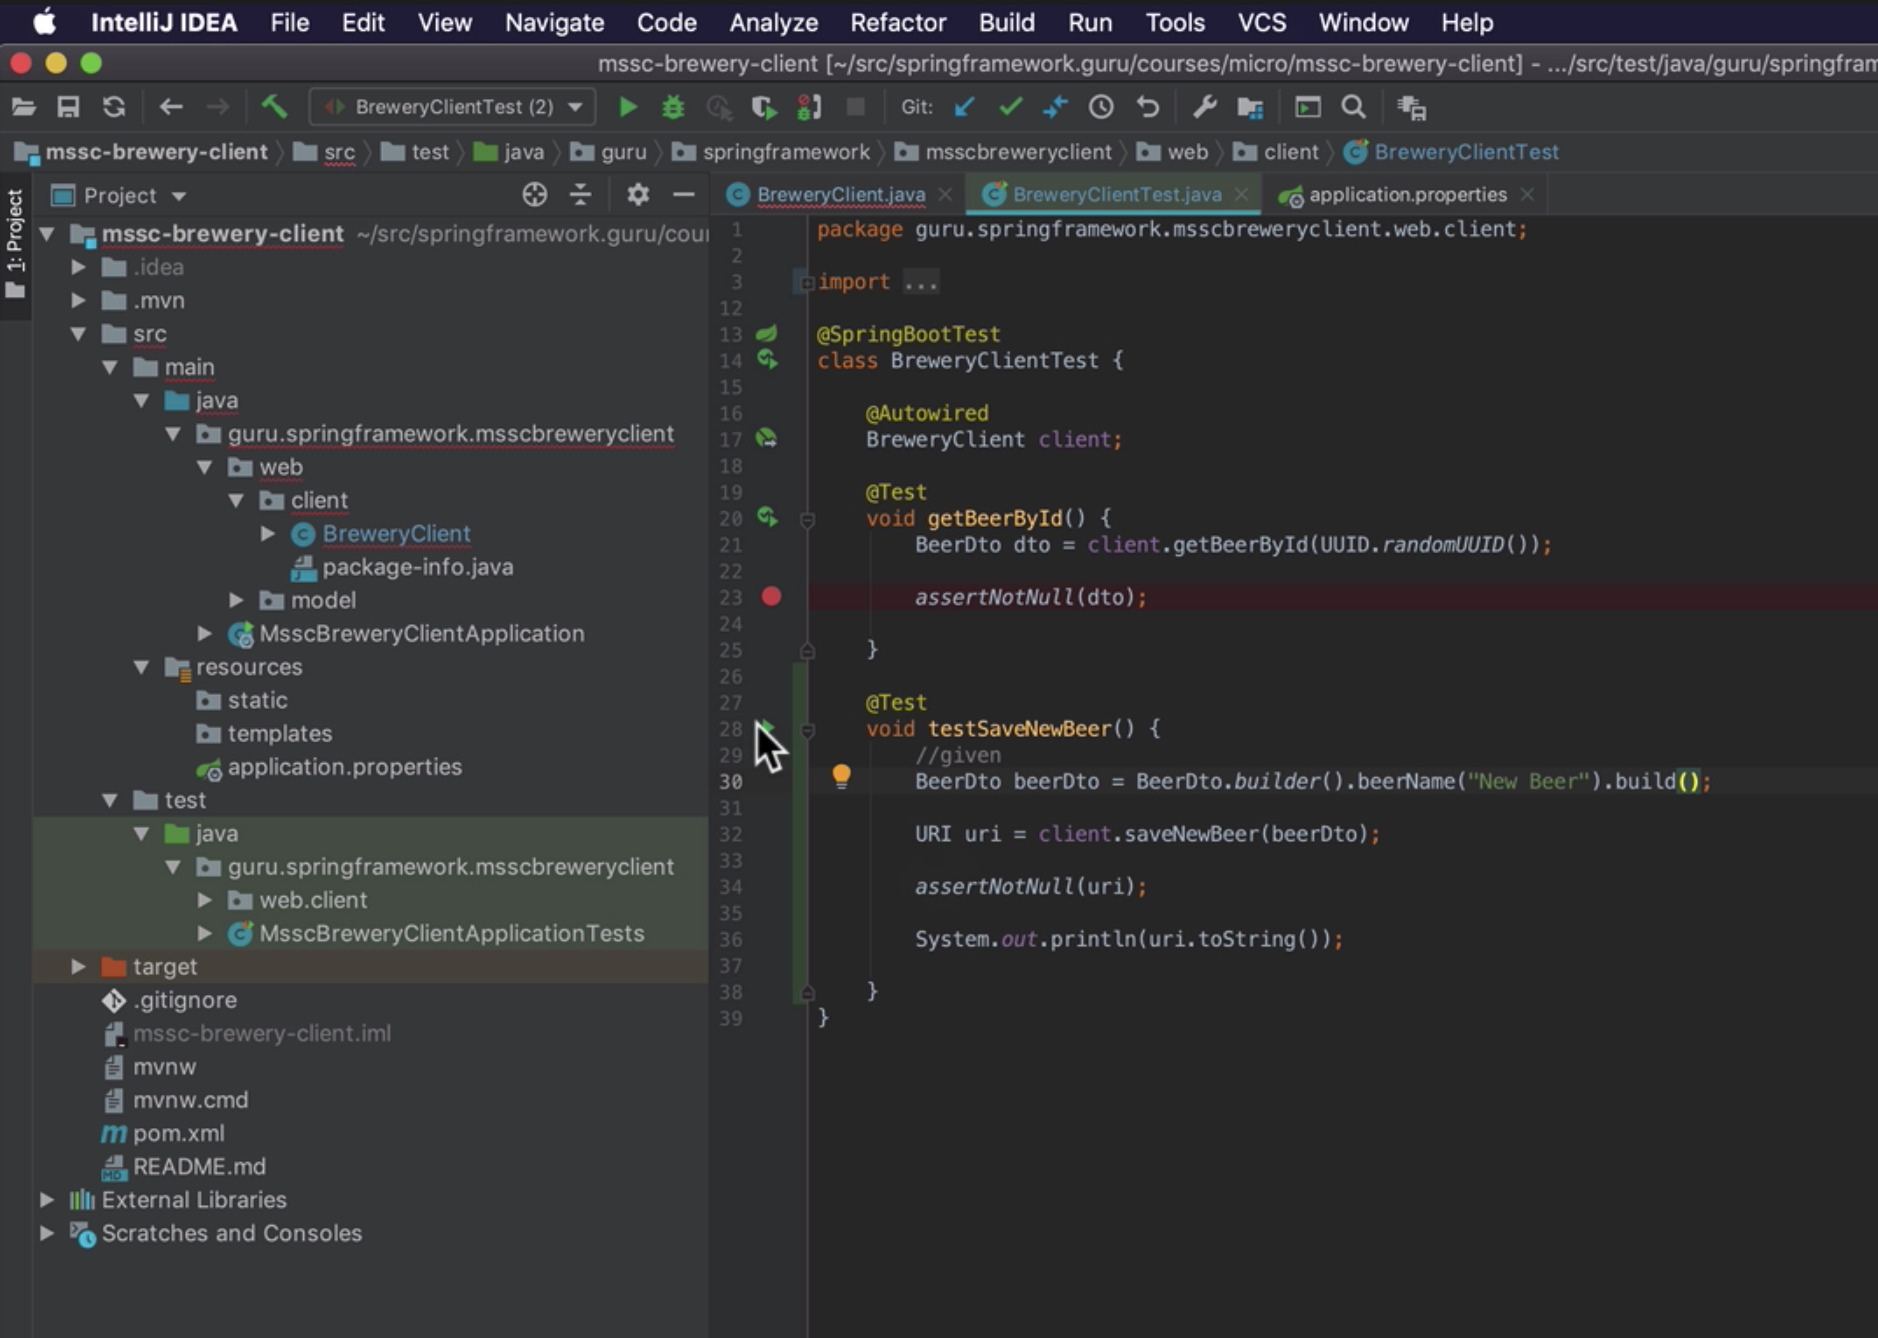 IntelliJ IDEA File Edit View Navigate Code Analyze Refactor Build Run Tools VCS Window Help
mssc-brewery-client [~/src/springframework.guru/courses/micro/mssc-brewery-client] - .../src/test/java/guru/springfram
BreweryClientTest (2) Git:
mssc-brewery-client src test java guru springframework msscbreweryclient web client BreweryClientTest
1: Project
Project
mssc-brewery-client ~/src/springframework.guru/cour
.idea
.mvn
src
main
java
guru.springframework.msscbreweryclient
web
client
BreweryClient
package-info.java
model
MsscBreweryClientApplication
resources
static
templates
application.properties
test
java
guru.springframework.msscbreweryclient
web.client
MsscBreweryClientApplicationTests
target
.gitignore
mssc-brewery-client.iml
mvnw
mvnw.cmd
pom.xml
README.md
External Libraries
Scratches and Consoles
BreweryClient.java BreweryClientTest.java application.properties
1 package guru.springframework.msscbreweryclient.web.client;
2
3 import ...
12
13 @SpringBootTest
14 class BreweryClientTest {
15
16 @Autowired
17 BreweryClient client;
18
19 @Test
20 void getBeerById() {
21 BeerDto dto = client.getBeerById(UUID.randomUUID());
22
23 assertNotNull(dto);
24
25 }
26
27 @Test
28 void testSaveNewBeer() {
29 //given
30 BeerDto beerDto = BeerDto.builder().beerName("New Beer").build();
31
32 URI uri = client.saveNewBeer(beerDto);
33
34 assertNotNull(uri);
35
36 System.out.println(uri.toString());
37
38 }
39 }